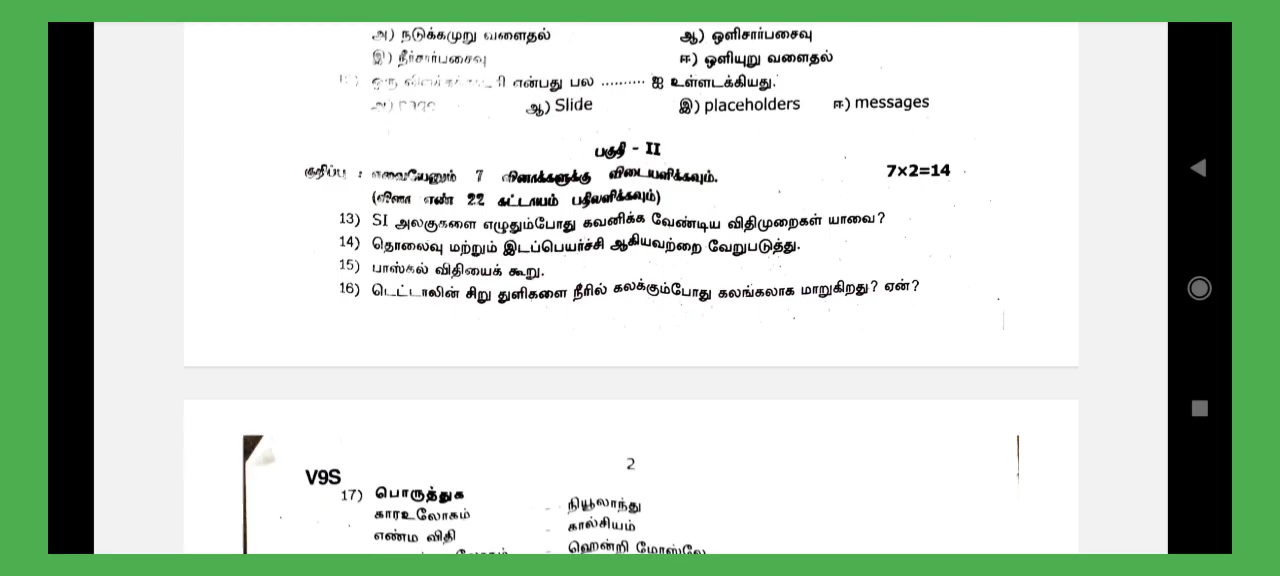 அ) நடுக்கமுறு வளைதல் ஆ) ஒளிசார்பசைவு
இ) நீர்சார்பசைவு ஈ) ஒளியுறு வளைதல்
ஒரு என்பது பல .......... ஐ உள்ளடக்கியது.
ஆ) Slide இ) placeholders ஈ) messages
பகுதி - II
குறிப்பு : எவையேனும் 7 வினாக்களுக்கு விடையளிக்கவும். 7×2=14
(வினா எண் 22 கட்டாயம் பதிலளிக்கவும்)
13) SI அலகுகளை எழுதும்போது கவனிக்க வேண்டிய விதிமுறைகள் யாவை?
14) தொலைவு மற்றும் இடப்பெயர்ச்சி ஆகியவற்றை வேறுபடுத்து.
15) பாஸ்கல் விதியைக் கூறு.
16) டெட்டாலின் சிறு துளிகளை நீரில் கலக்கும்போது கலங்கலாக மாறுகிறது? ஏன்?
2
V9S
17) பொருத்துக
காரஉலோகம் - நியூலாந்து
எண்ம விதி - கால்சியம்
- ஹென்றி மோஸ்லே